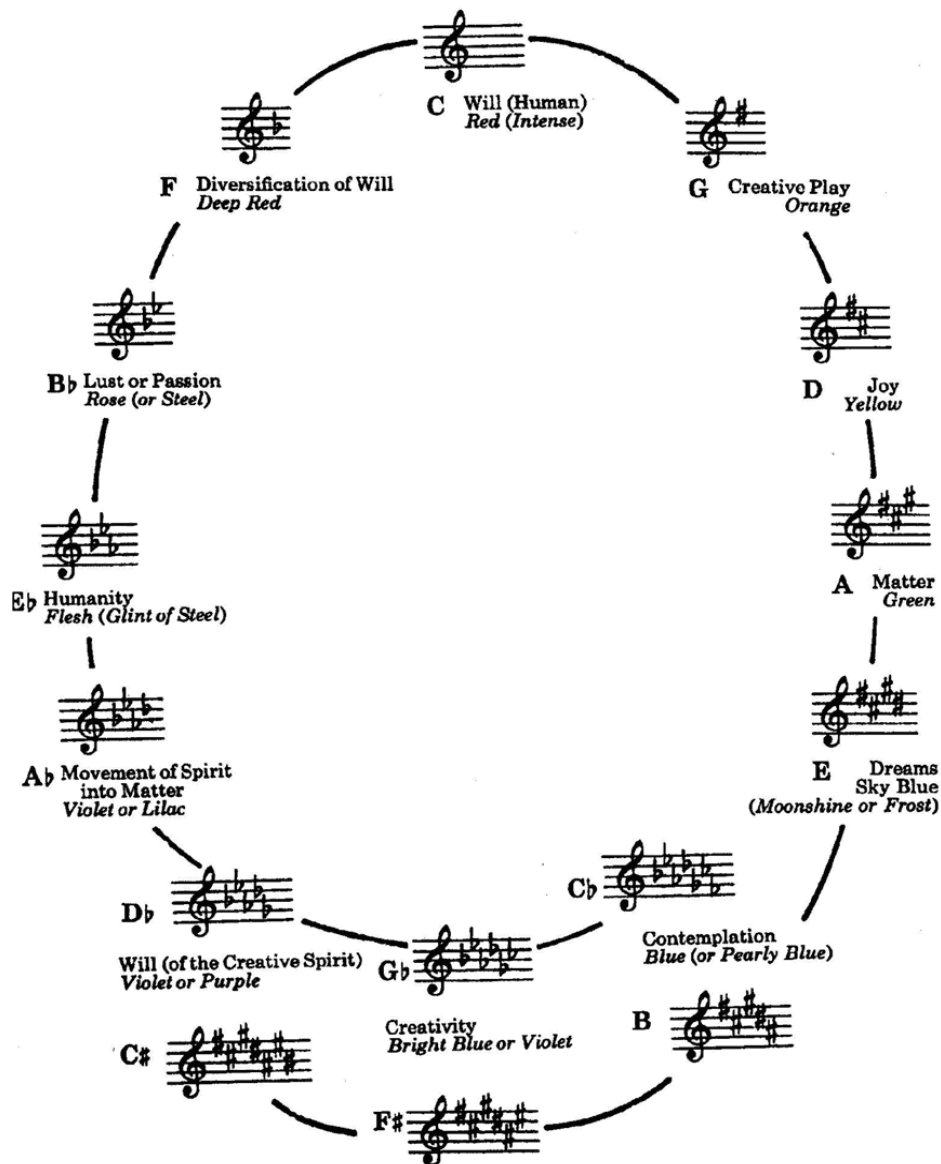 C Will (Human)
Red (Intense)
F Diversification of Will
Deep Red
G Creative Play
Orange
B♭ Lust or Passion
Rose (or Steel)
D Joy
Yellow
E♭ Humanity
Flesh (Glint of Steel)
A Matter
Green
A♭ Movement of Spirit
into Matter
Violet or Lilac
E Dreams
Sky Blue
(Moonshine or Frost)
D♭
Will (of the Creative Spirit)
Violet or Purple
C♭
Contemplation
Blue (or Pearly Blue)
G♭
Creativity
Bright Blue or Violet
B
C#
F#